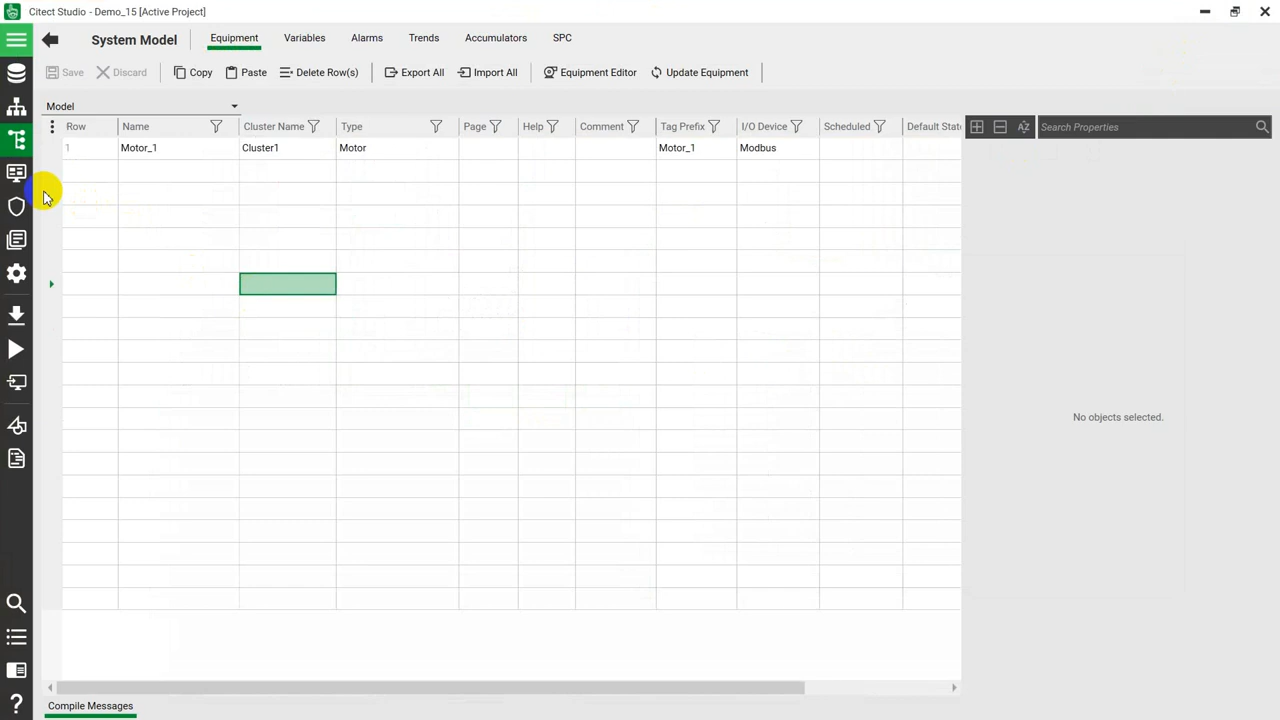 Citect Studio - Demo_15 [Active Project]
System Model Equipment Variables Alarms Trends Accumulators SPC
Save Discard Copy Paste Delete Row(s) Export All Import All Equipment Editor Update Equipment
Model
Row Name Cluster Name Type Page Help Comment Tag Prefix I/O Device Scheduled Default State Search Properties
1 Motor_1 Cluster1 Motor Motor_1 Modbus
No objects selected.
Compile Messages